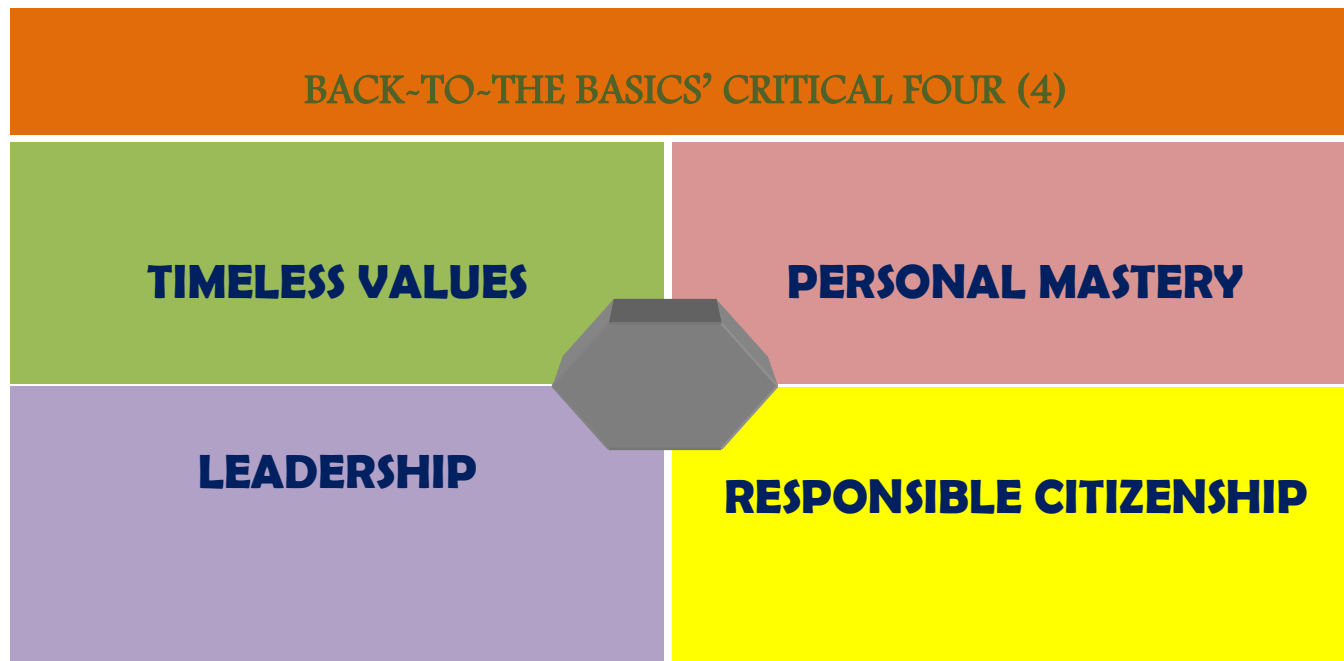 BACK~TO~THE BASICS’ CRITICAL FOUR (4)
TIMELESS VALUES
PERSONAL MASTERY
LEADERSHIP
RESPONSIBLE CITIZENSHIP